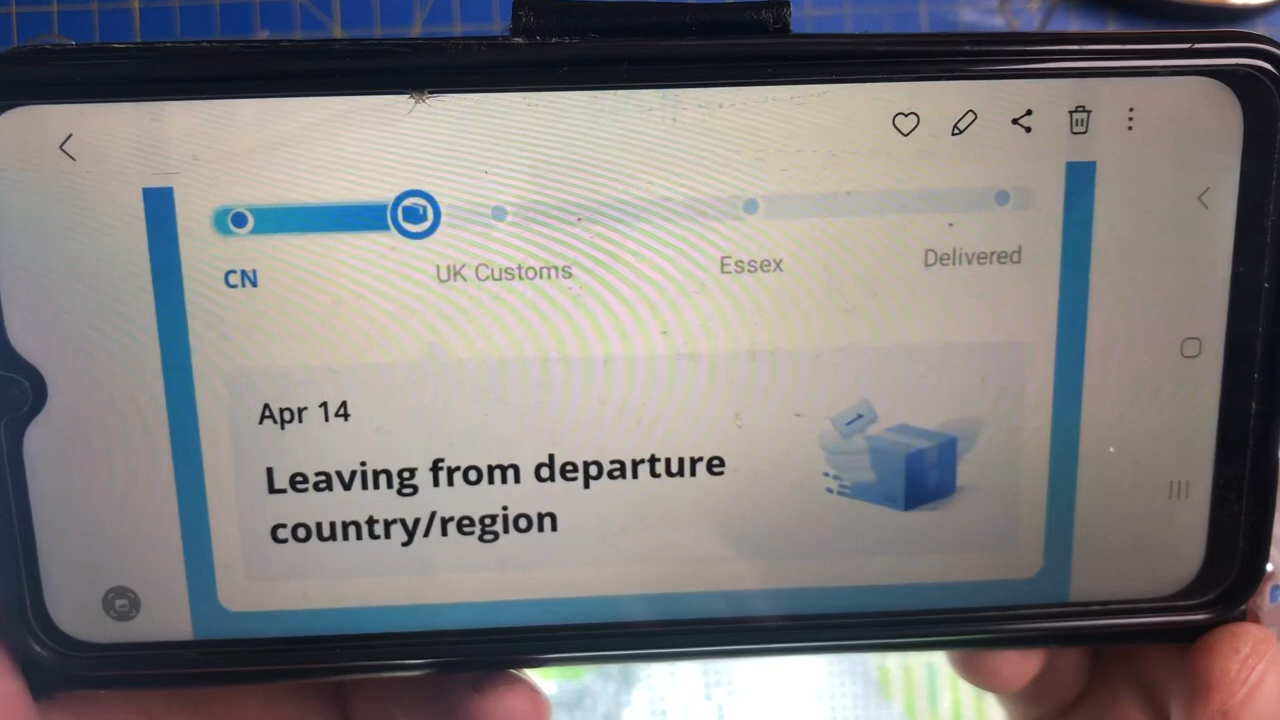 CN
UK Customs
Essex
Delivered
Apr 14
Leaving from departure
country/region